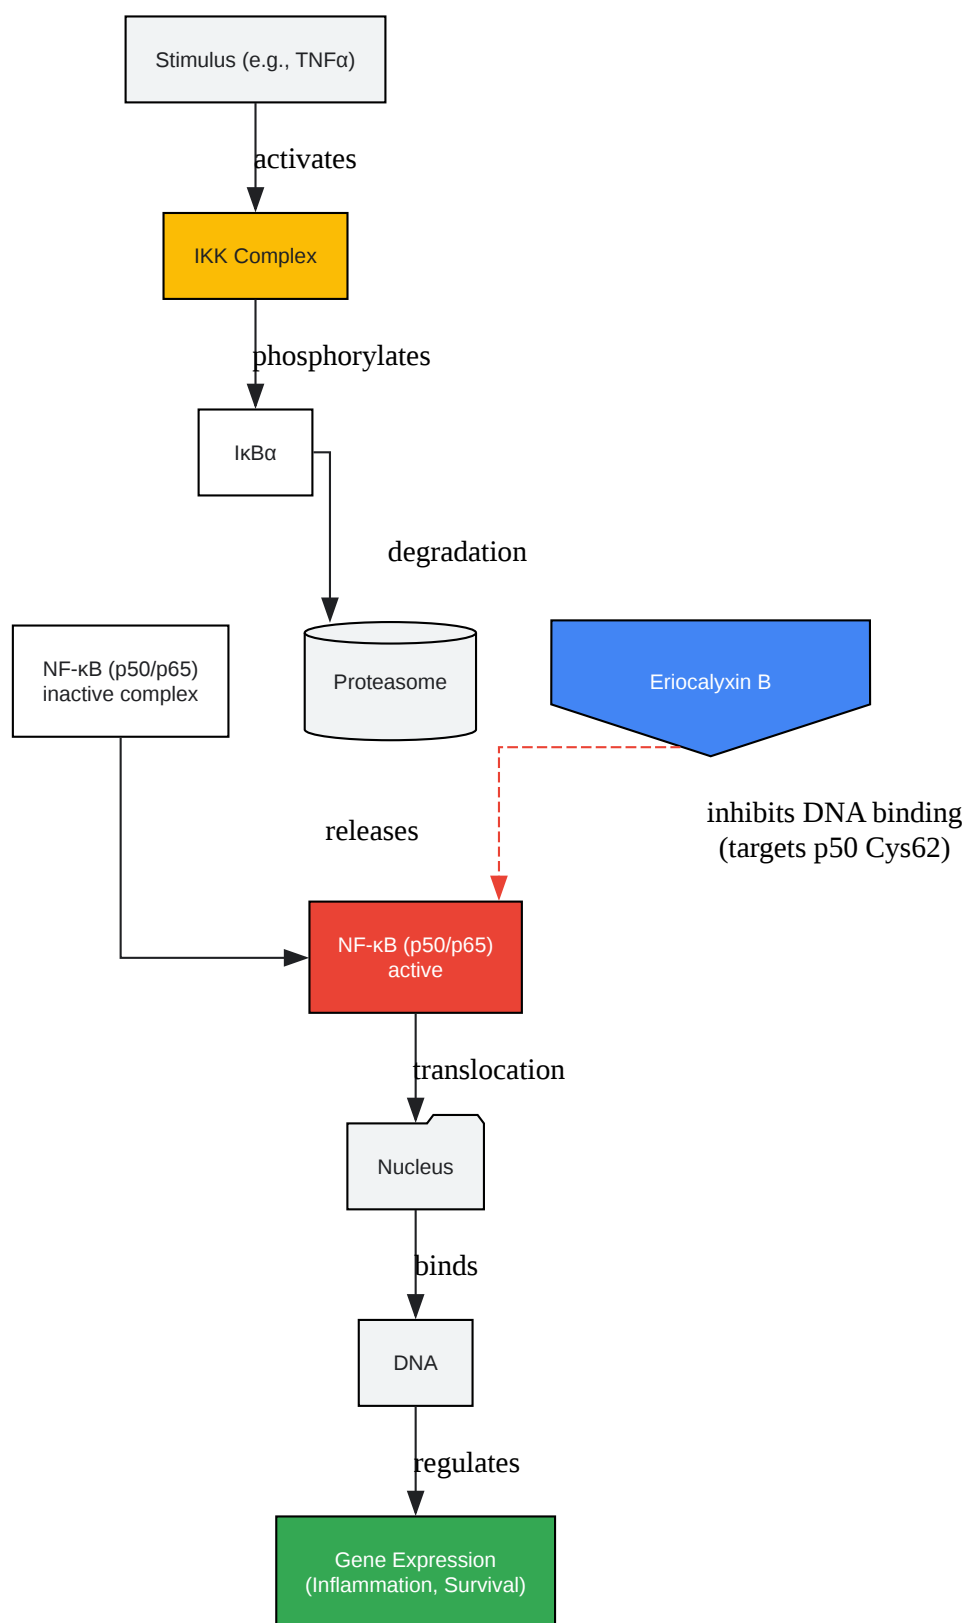 Stimulus (e.g., TNFα)
activates
IKK Complex
phosphorylates
IκBα
degradation
NF-κB (p50/p65)
inactive complex
Proteasome
Eriocalyxin B
releases
inhibits DNA binding
(targets p50 Cys62)
NF-κB (p50/p65)
active
translocation
Nucleus
binds
DNA
regulates
Gene Expression
(Inflammation, Survival)